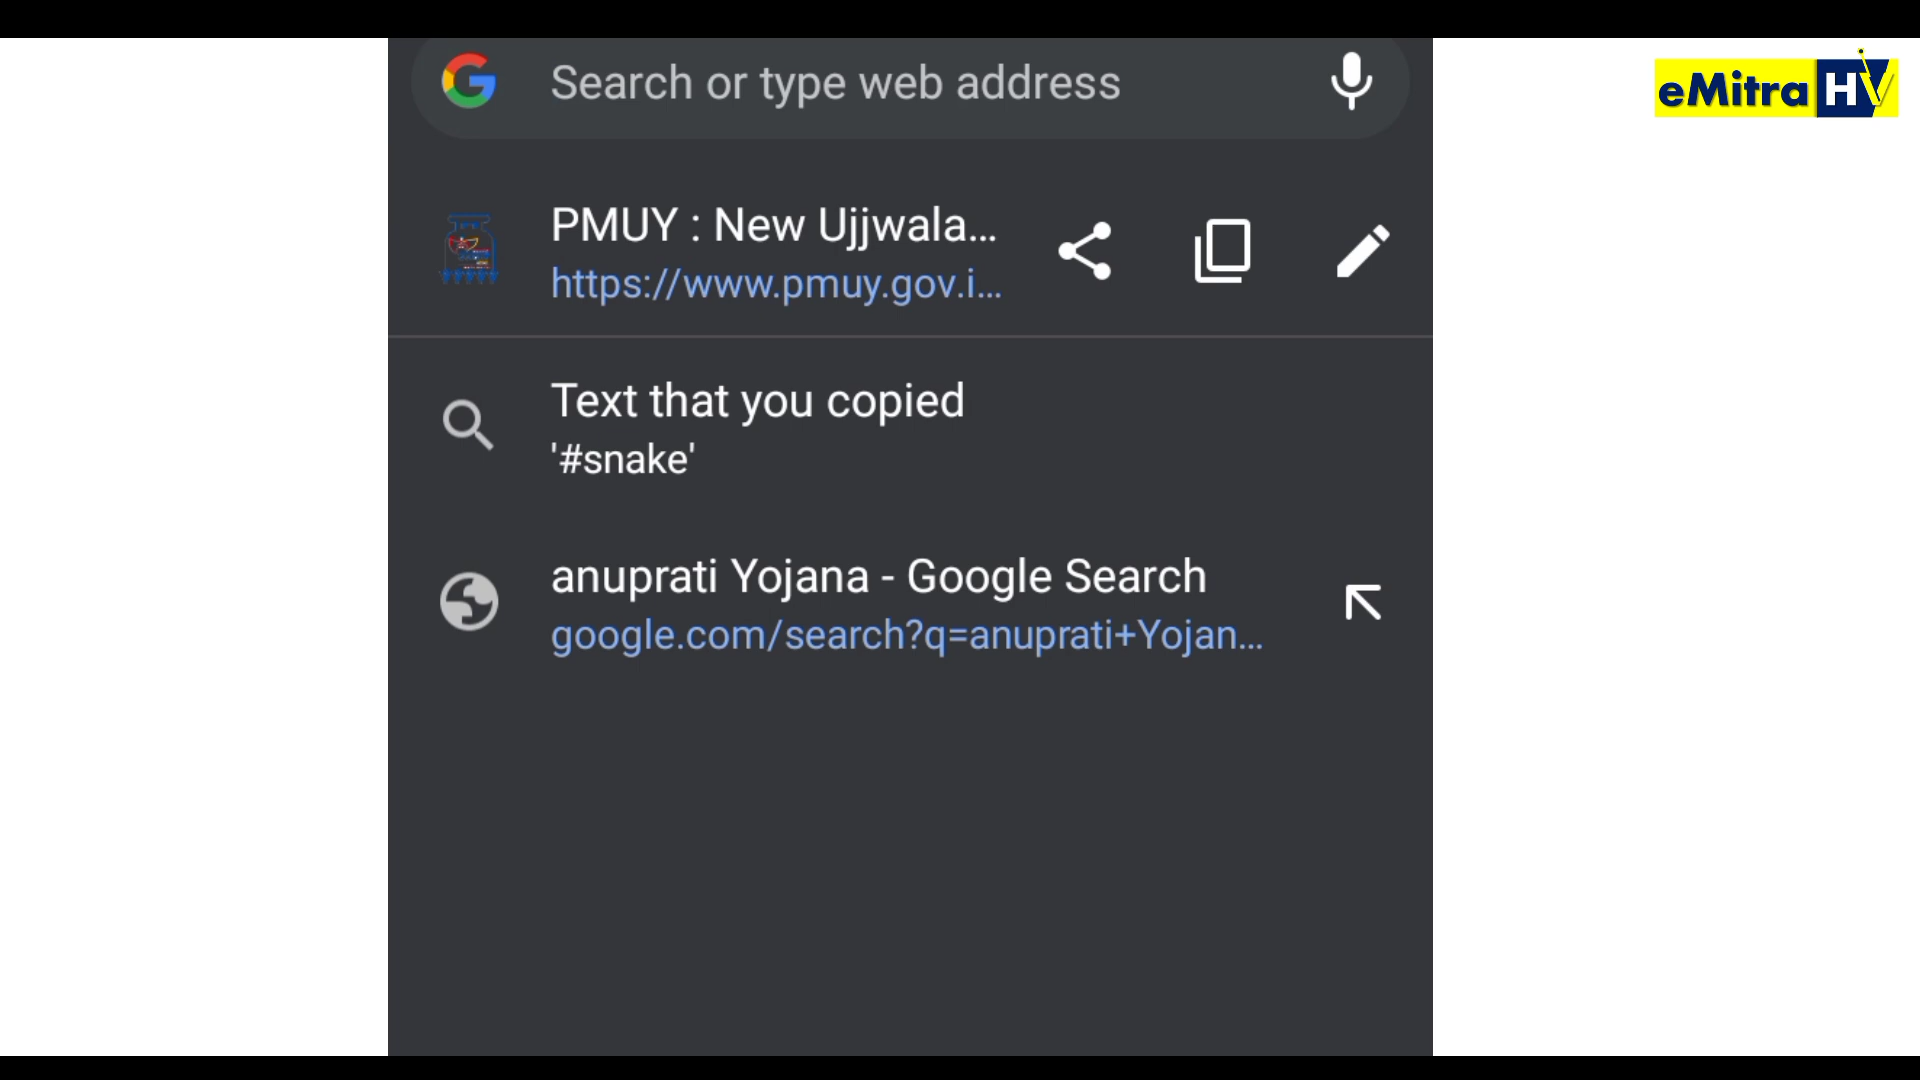 Search or type web address
eMitra HV
PMUY : New Ujjwala...
https://www.pmuy.gov.i...
Text that you copied
'#snake'
anuprati Yojana - Google Search
google.com/search?q=anuprati+Yojan...